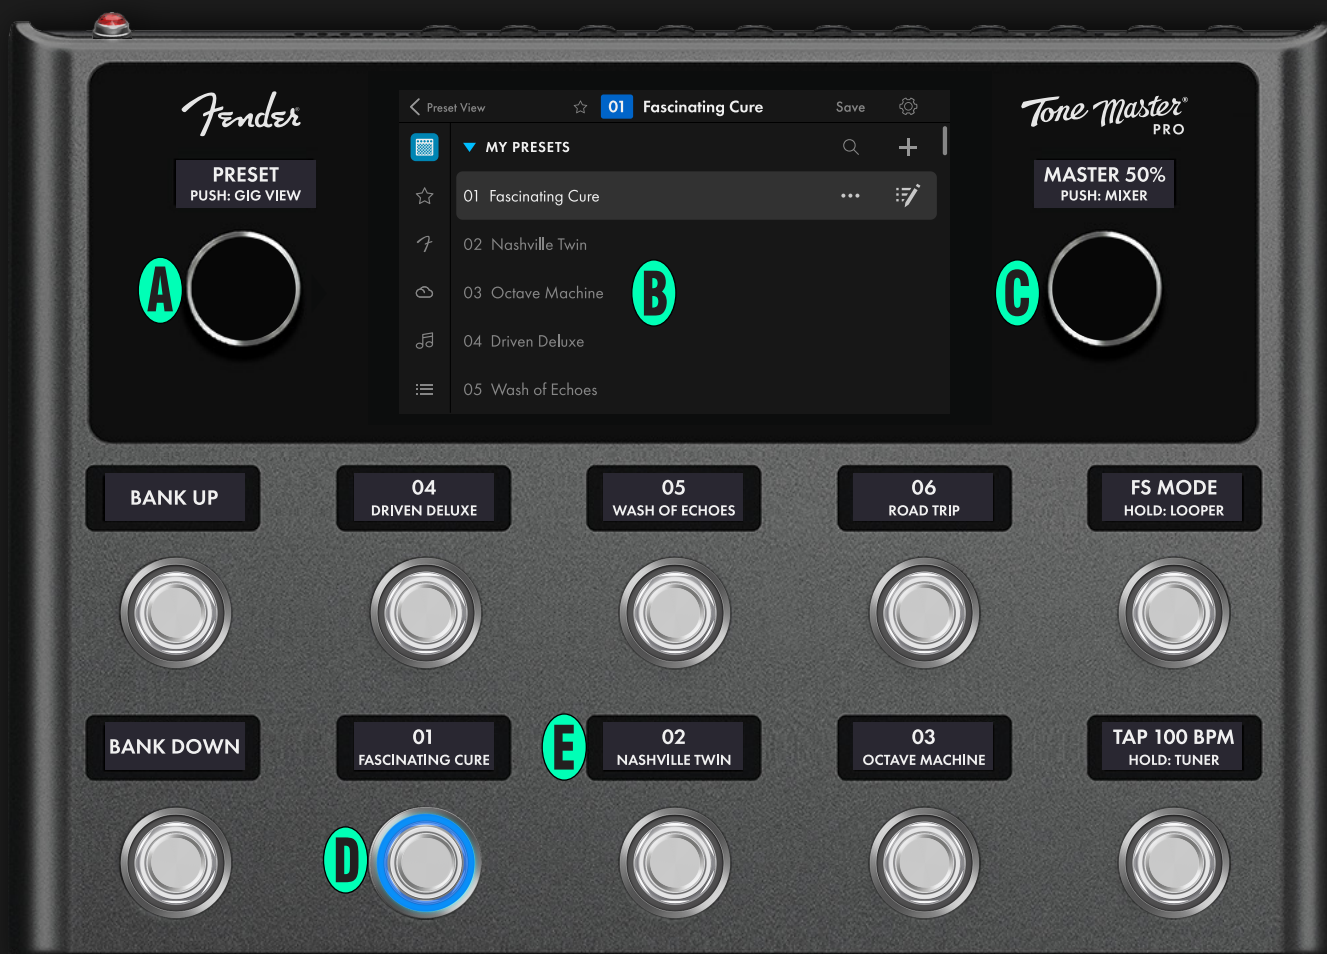 Fender
Tone Master
PRO
PRESET
PUSH: GIG VIEW
MASTER 50%
PUSH: MIXER
Preset View
01 Fascinating Cure
Save
MY PRESETS
01 Fascinating Cure
02 Nashville Twin
03 Octave Machine
04 Driven Deluxe
05 Wash of Echoes
A
B
C
BANK UP
04
DRIVEN DELUXE
05
WASH OF ECHOES
06
ROAD TRIP
FS MODE
HOLD: LOOPER
BANK DOWN
01
FASCINATING CURE
E
02
NASHVILLE TWIN
03
OCTAVE MACHINE
TAP 100 BPM
HOLD: TUNER
D